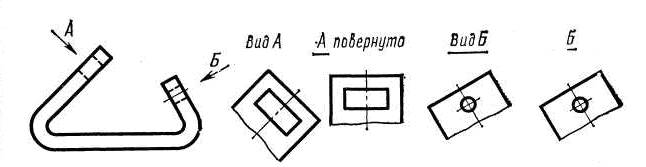 А
Б
Вид А
А повернуто
Вид Б
Б